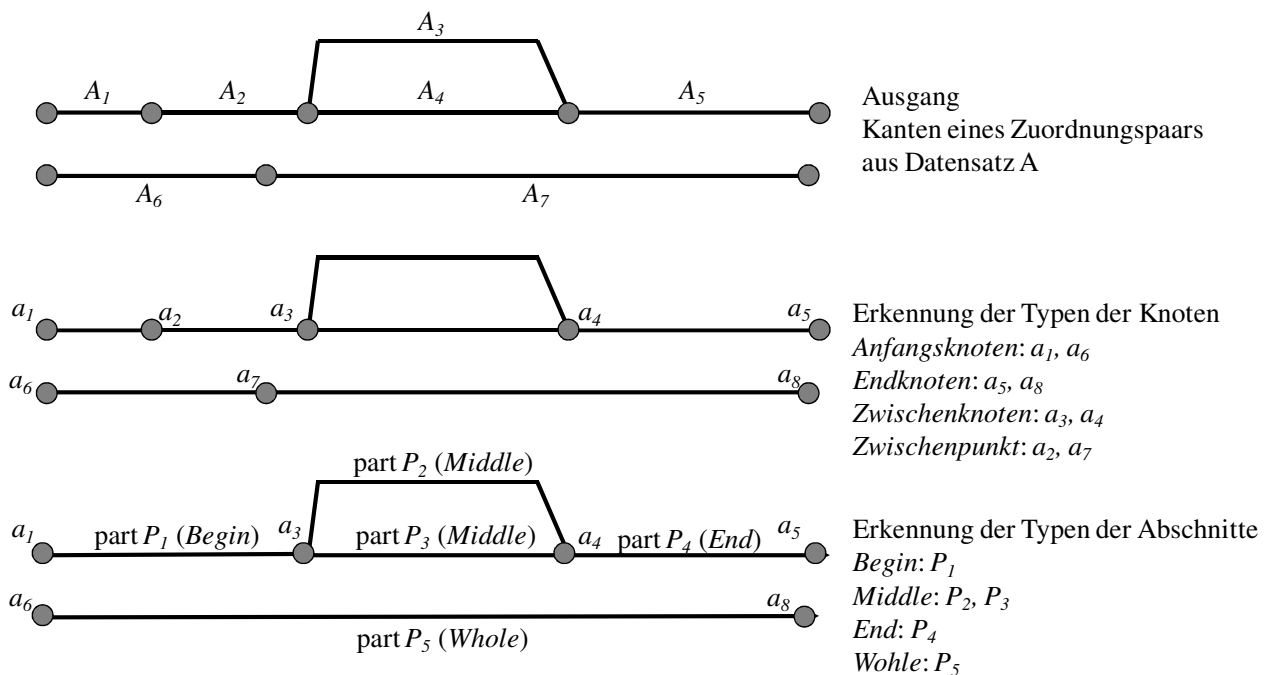 A₃
A₁ A₂ A₄ A₅
A₆ A₇
Ausgang
Kanten eines Zuordnungspaars
aus Datensatz A
a₁ a₂ a₃ a₄ a₅
a₆ a₇ a₈
Erkennung der Typen der Knoten
Anfangsknoten: a₁, a₆
Endknoten: a₅, a₈
Zwischenknoten: a₃, a₄
Zwischenpunkt: a₂, a₇
part P₂ (Middle)
a₁ part P₁ (Begin) a₃ part P₃ (Middle) a₄ part P₄ (End) a₅
a₆ a₈
part P₅ (Whole)
Erkennung der Typen der Abschnitte
Begin: P₁
Middle: P₂, P₃
End: P₄
Wohle: P₅